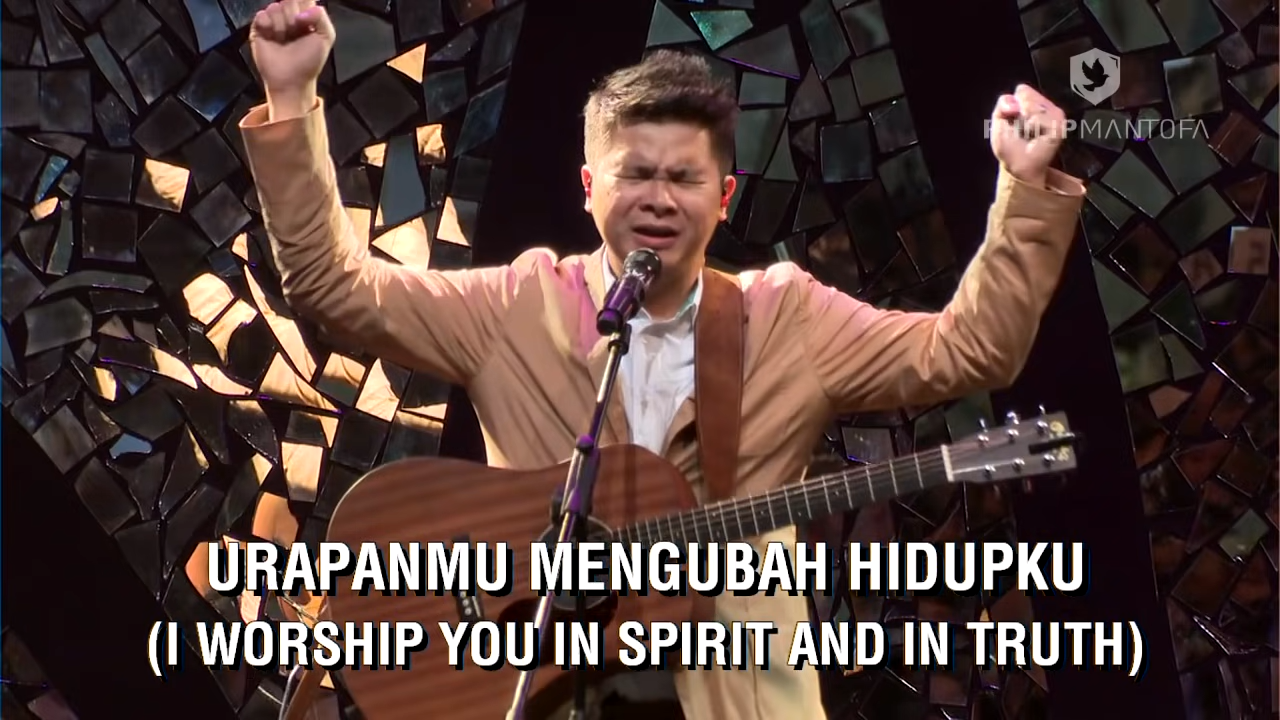 PHILIPMANTOFA
URAPANMU MENGUBAH HIDUPKU
(I WORSHIP YOU IN SPIRIT AND IN TRUTH)